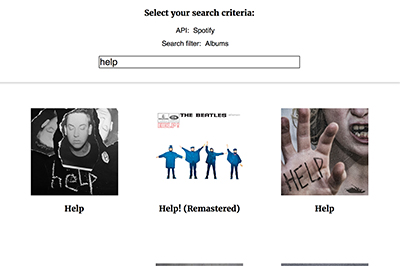 Select your search criteria:
API: Spotify
Search filter: Albums
help
HELP
THE BEATLES
HELP!
HELP
Help
Help! (Remastered)
Help